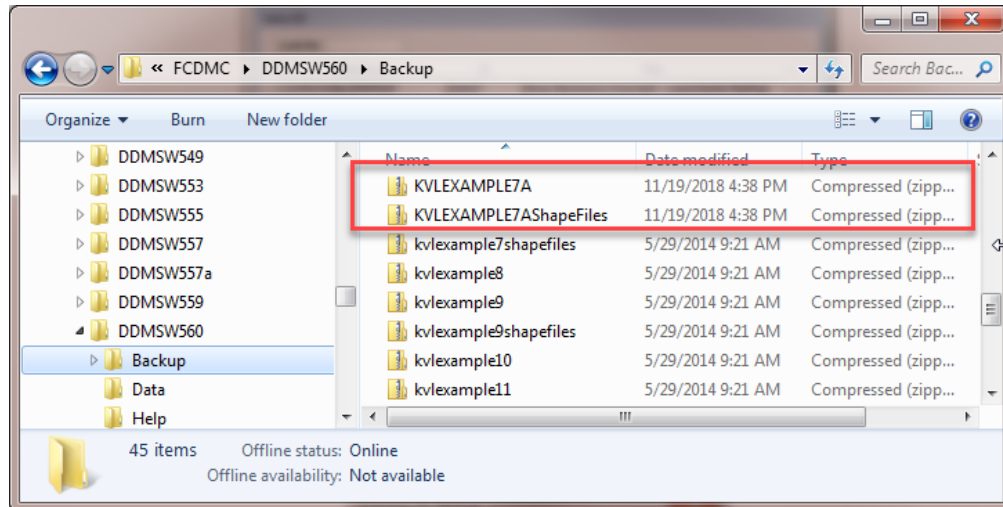 « FCDMC ▸ DDMSW560 ▸ Backup
Search Bac...
Organize Burn New folder
DDMSW549
DDMSW553
DDMSW555
DDMSW557
DDMSW557a
DDMSW559
DDMSW560
Backup
Data
Help
Name Date modified Type
KVLEXAMPLE7A 11/19/2018 4:38 PM Compressed (zipp...
KVLEXAMPLE7AShapeFiles 11/19/2018 4:38 PM Compressed (zipp...
kvlexample7shapefiles 5/29/2014 9:21 AM Compressed (zipp...
kvlexample8 5/29/2014 9:21 AM Compressed (zipp...
kvlexample9 5/29/2014 9:21 AM Compressed (zipp...
kvlexample9shapefiles 5/29/2014 9:21 AM Compressed (zipp...
kvlexample10 5/29/2014 9:21 AM Compressed (zipp...
kvlexample11 5/29/2014 9:21 AM Compressed (zipp...
45 items Offline status: Online
Offline availability: Not available